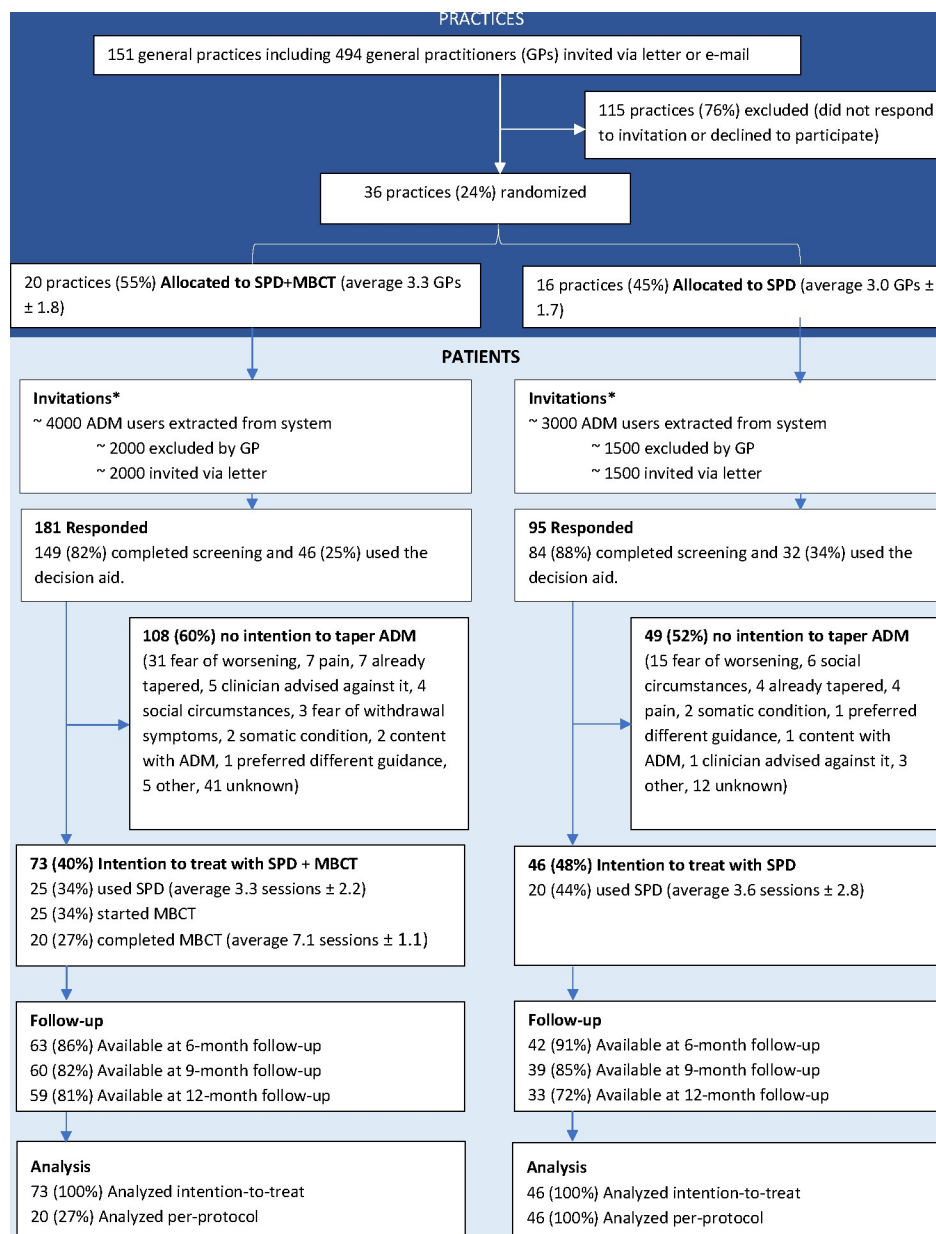 PRACTICES
151 general practices including 494 general practitioners (GPs) invited via letter or e-mail
115 practices (76%) excluded (did not respond
to invitation or declined to participate)
36 practices (24%) randomized
20 practices (55%) Allocated to SPD+MBCT (average 3.3 GPs
± 1.8)
16 practices (45%) Allocated to SPD (average 3.0 GPs ±
1.7)
PATIENTS
Invitations*
~ 4000 ADM users extracted from system
~ 2000 excluded by GP
~ 2000 invited via letter
Invitations*
~ 3000 ADM users extracted from system
~ 1500 excluded by GP
~ 1500 invited via letter
181 Responded
149 (82%) completed screening and 46 (25%) used the
decision aid.
95 Responded
84 (88%) completed screening and 32 (34%) used the
decision aid.
108 (60%) no intention to taper ADM
(31 fear of worsening, 7 pain, 7 already
tapered, 5 clinician advised against it, 4
social circumstances, 3 fear of withdrawal
symptoms, 2 somatic condition, 2 content
with ADM, 1 preferred different guidance,
5 other, 41 unknown)
49 (52%) no intention to taper ADM
(15 fear of worsening, 6 social
circumstances, 4 already tapered, 4
pain, 2 somatic condition, 1 preferred
different guidance, 1 content with
ADM, 1 clinician advised against it, 3
other, 12 unknown)
73 (40%) Intention to treat with SPD + MBCT
25 (34%) used SPD (average 3.3 sessions ± 2.2)
25 (34%) started MBCT
20 (27%) completed MBCT (average 7.1 sessions ± 1.1)
46 (48%) Intention to treat with SPD
20 (44%) used SPD (average 3.6 sessions ± 2.8)
Follow-up
63 (86%) Available at 6-month follow-up
60 (82%) Available at 9-month follow-up
59 (81%) Available at 12-month follow-up
Follow-up
42 (91%) Available at 6-month follow-up
39 (85%) Available at 9-month follow-up
33 (72%) Available at 12-month follow-up
Analysis
73 (100%) Analyzed intention-to-treat
20 (27%) Analyzed per-protocol
Analysis
46 (100%) Analyzed intention-to-treat
46 (100%) Analyzed per-protocol